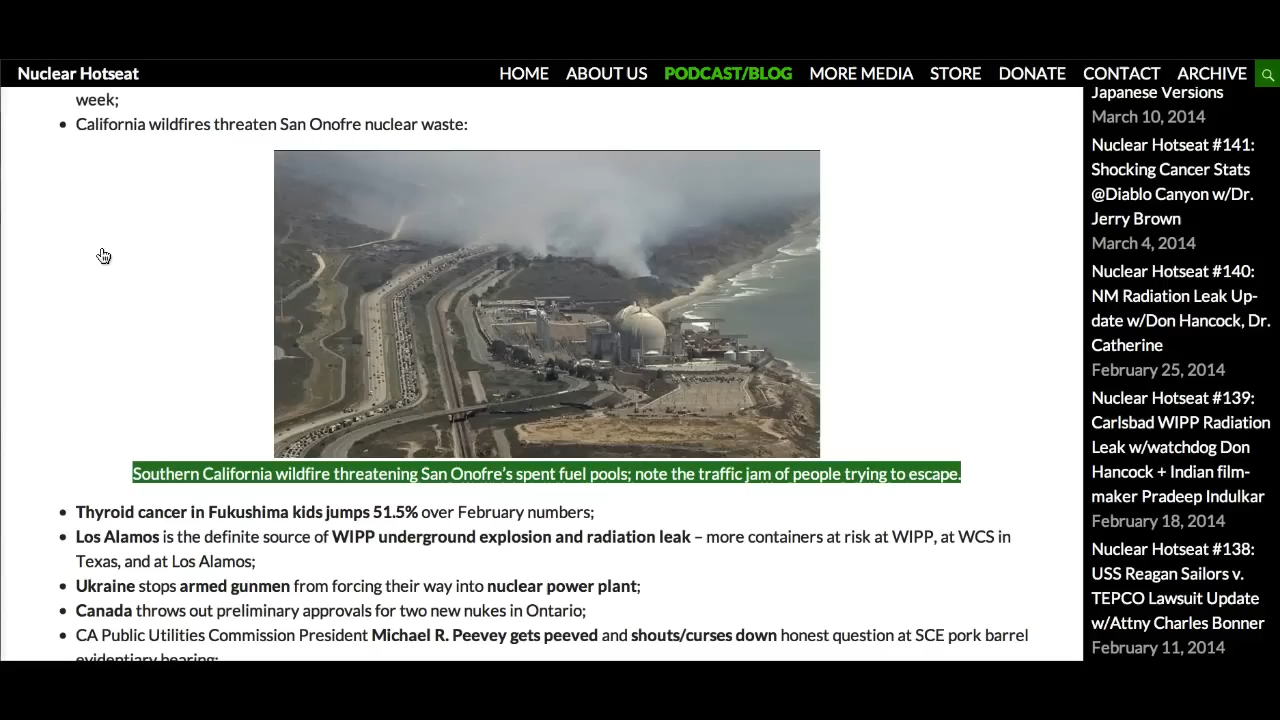 Nuclear Hotseat
HOME ABOUT US PODCAST/BLOG MORE MEDIA STORE DONATE CONTACT ARCHIVE
week;
• California wildfires threaten San Onofre nuclear waste:
Southern California wildfire threatening San Onofre’s spent fuel pools; note the traffic jam of people trying to escape.
• Thyroid cancer in Fukushima kids jumps 51.5% over February numbers;
• Los Alamos is the definite source of WIPP underground explosion and radiation leak – more containers at risk at WIPP, at WCS in
Texas, and at Los Alamos;
• Ukraine stops armed gunmen from forcing their way into nuclear power plant;
• Canada throws out preliminary approvals for two new nukes in Ontario;
• CA Public Utilities Commission President Michael R. Peevey gets peeved and shouts/curses down honest question at SCE pork barrel
evidentiary hearing;
Japanese Versions
March 10, 2014
Nuclear Hotseat #141:
Shocking Cancer Stats
@Diablo Canyon w/Dr.
Jerry Brown
March 4, 2014
Nuclear Hotseat #140:
NM Radiation Leak Up-
date w/Don Hancock, Dr.
Catherine
February 25, 2014
Nuclear Hotseat #139:
Carlsbad WIPP Radiation
Leak w/watchdog Don
Hancock + Indian film-
maker Pradeep Indulkar
February 18, 2014
Nuclear Hotseat #138:
USS Reagan Sailors v.
TEPCO Lawsuit Update
w/Attny Charles Bonner
February 11, 2014